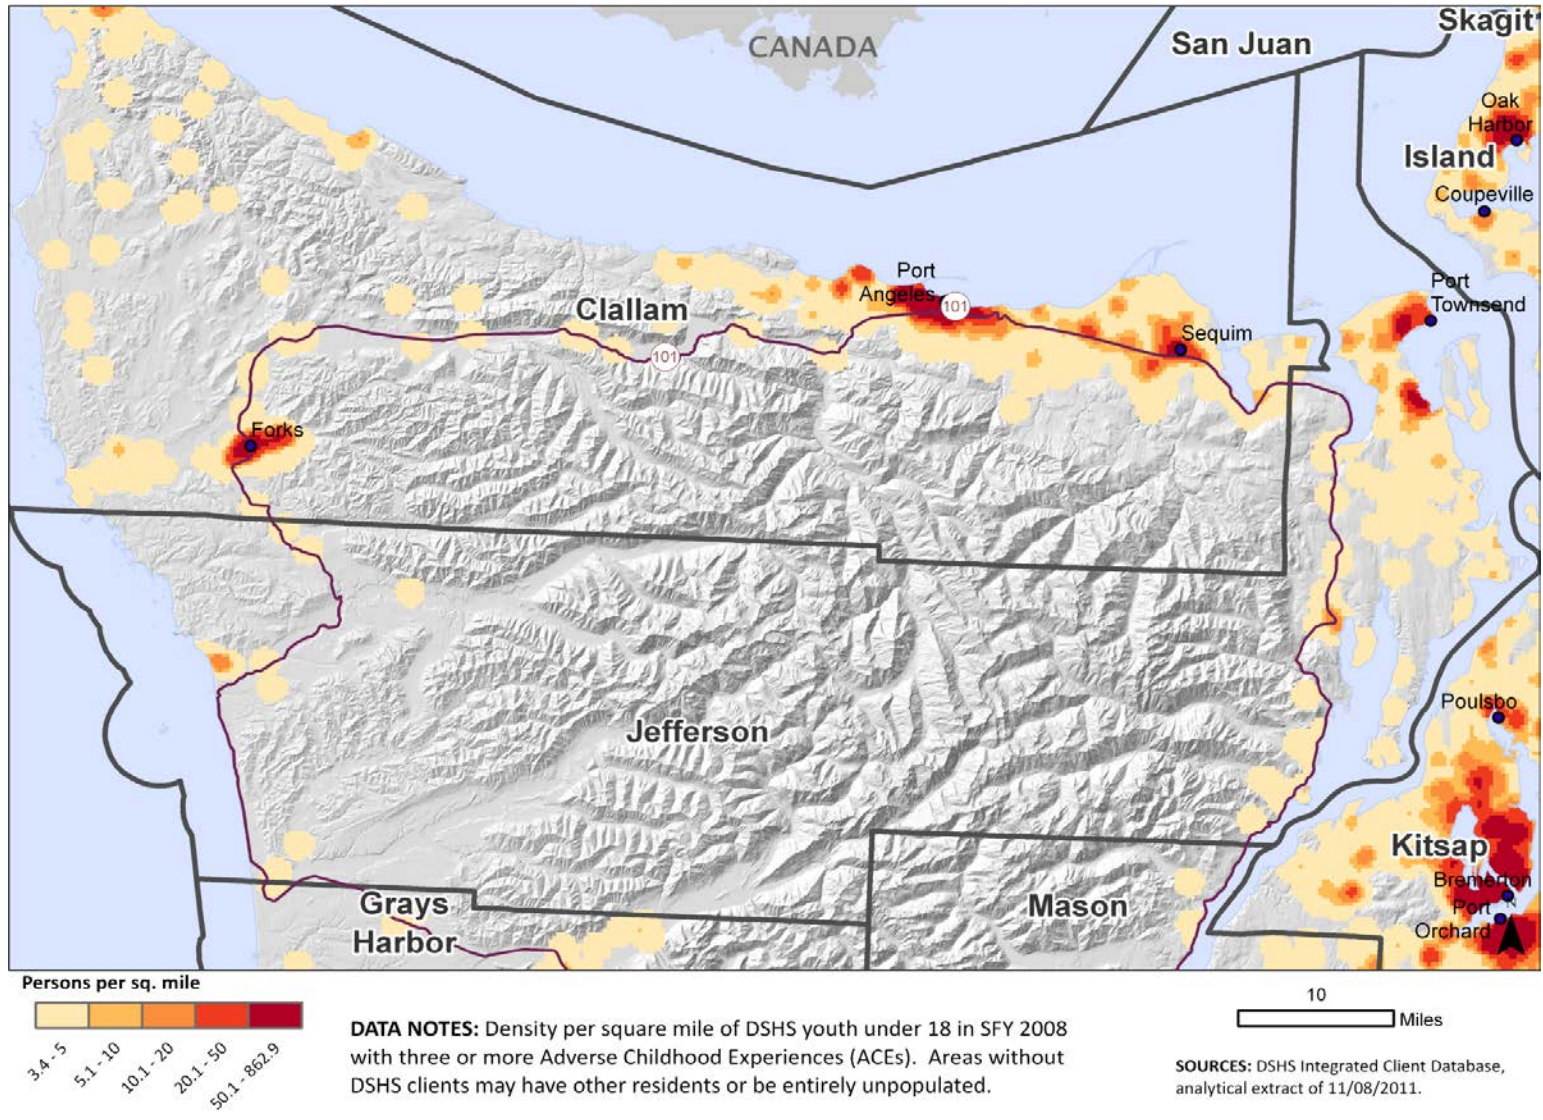 CANADA
San Juan
Skagit
Oak
Harbor
Island
Coupeville
Port
Townsend
Port
Angeles
101
Clallam
Sequim
101
Forks
Jefferson
Poulsbo
Kitsap
Bremerton
Port
Orchard
N
Grays
Harbor
Mason
Persons per sq. mile
3.4 - 5
5.1 - 10
10.1 - 20
20.1 - 50
50.1 - 862.9
DATA NOTES: Density per square mile of DSHS youth under 18 in SFY 2008
with three or more Adverse Childhood Experiences (ACEs). Areas without
DSHS clients may have other residents or be entirely unpopulated.
10
Miles
SOURCES: DSHS Integrated Client Database,
analytical extract of 11/08/2011.